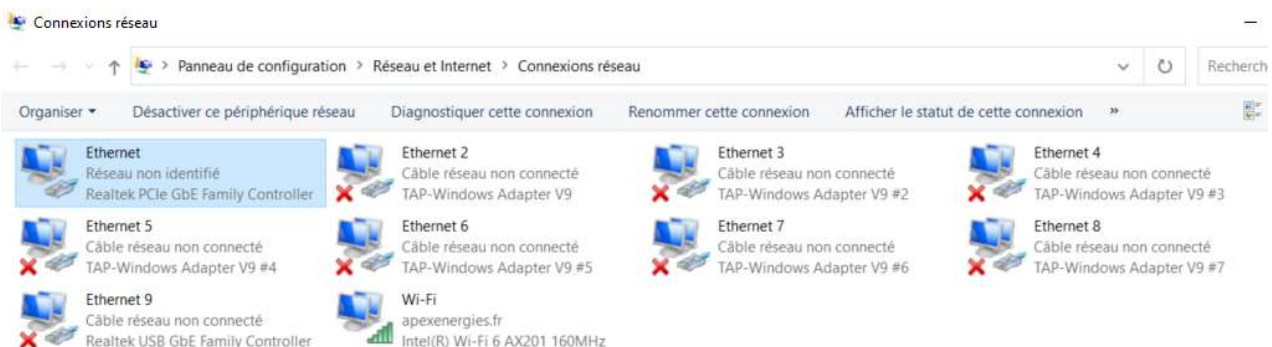 Connexions réseau
Panneau de configuration > Réseau et Internet > Connexions réseau
Recherch
Organiser Désactiver ce périphérique réseau Diagnostiquer cette connexion Renommer cette connexion Afficher le statut de cette connexion »
Ethernet
Réseau non identifié
Realtek PCIe GbE Family Controller
Ethernet 2
Câble réseau non connecté
TAP-Windows Adapter V9
Ethernet 3
Câble réseau non connecté
TAP-Windows Adapter V9 #2
Ethernet 4
Câble réseau non connecté
TAP-Windows Adapter V9 #3
Ethernet 5
Câble réseau non connecté
TAP-Windows Adapter V9 #4
Ethernet 6
Câble réseau non connecté
TAP-Windows Adapter V9 #5
Ethernet 7
Câble réseau non connecté
TAP-Windows Adapter V9 #6
Ethernet 8
Câble réseau non connecté
TAP-Windows Adapter V9 #7
Ethernet 9
Câble réseau non connecté
Realtek USB GbE Family Controller
Wi-Fi
apexenergies.fr
Intel(R) Wi-Fi 6 AX201 160MHz